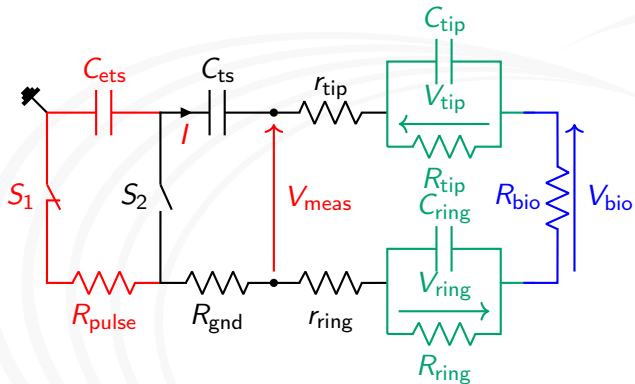 C_tip
C_ets
C_ts
r_tip
V_tip
I
R_tip
S_1
S_2
V_meas
R_bio
V_bio
C_ring
V_ring
R_pulse
R_gnd
r_ring
R_ring